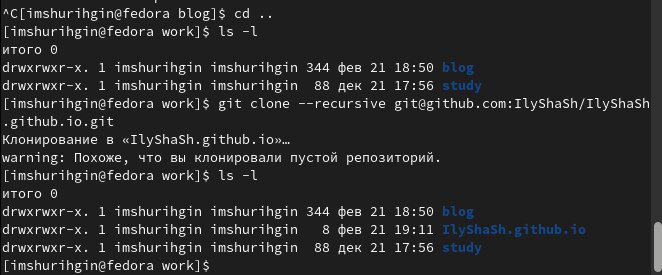 ^C[imshurihgin@fedora blog]$ cd ..
[imshurihgin@fedora work]$ ls -l
итого 0
drwxrwxr-x. 1 imshurihgin imshurihgin 344 фев 21 18:50 blog
drwxrwxr-x. 1 imshurihgin imshurihgin  88 дек 21 17:56 study
[imshurihgin@fedora work]$ git clone --recursive git@github.com:IlyShaSh/IlyShaSh
.github.io.git
Клонирование в «IlyShaSh.github.io»…
warning: Похоже, что вы клонировали пустой репозиторий.
[imshurihgin@fedora work]$ ls -l
итого 0
drwxrwxr-x. 1 imshurihgin imshurihgin 344 фев 21 18:50 blog
drwxrwxr-x. 1 imshurihgin imshurihgin   8 фев 21 19:11 IlyShaSh.github.io
drwxrwxr-x. 1 imshurihgin imshurihgin  88 дек 21 17:56 study
[imshurihgin@fedora work]$